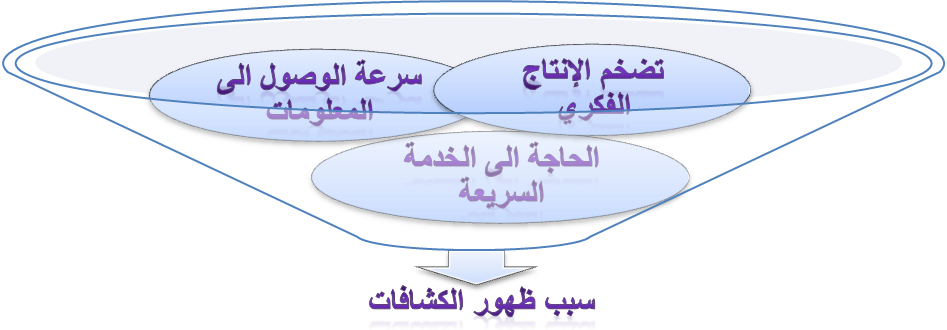 تضخم الإنتاج
الفكري
سرعة الوصول الى
المعلومات
الحاجة الى الخدمة
السريعة
سبب ظهور الكشافات